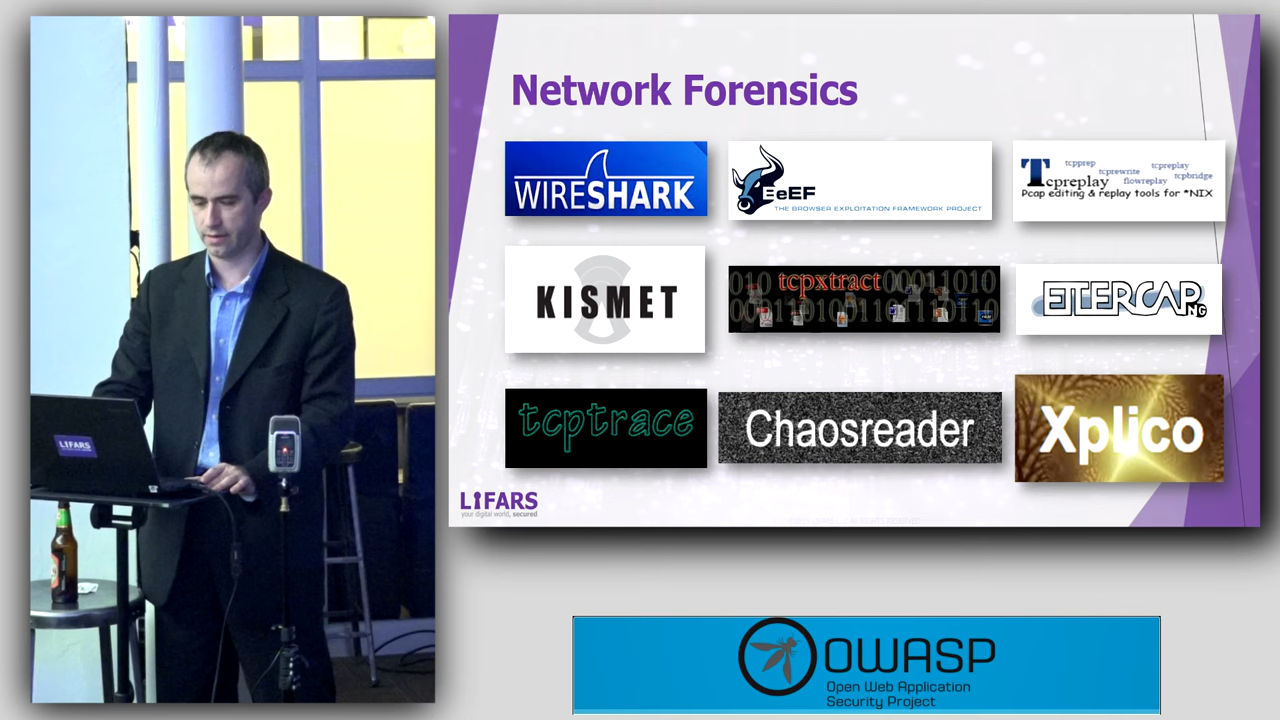 Network Forensics
WIRESHARK
BeEF
THE BROWSER EXPLOITATION FRAMEWORK PROJECT
tcpprep
tcprewrite
tcpreplay
Tcpreplay
flowreplay
tcpbridge
Pcap editing & replay tools for *NIX
KISMET
010 tcpxtract00011010
ETTERCAP
NG
tcptrace
Chaosreader
Xplico
LIFARS
LIFARS
your digital world, secured
OWASP
Open Web Application
Security Project